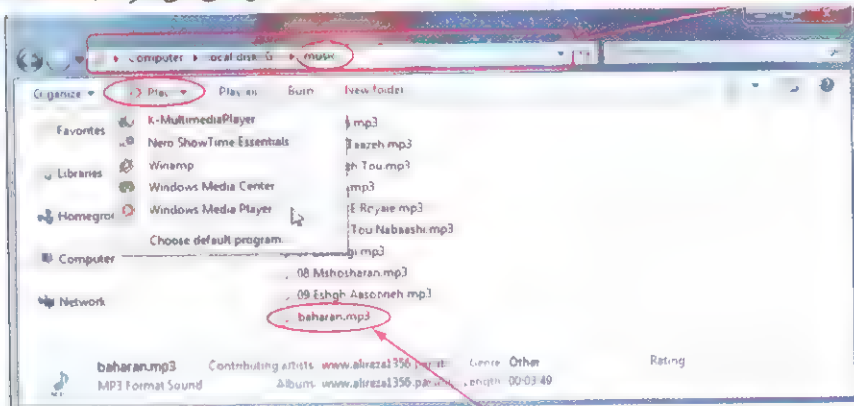 Computer ▸ Local disk G ▸ music
Organize Play Play all Burn New folder
Favorites
Libraries
Homegro
Computer
Network
K-MultimediaPlayer
Nero ShowTime Essentials
Winamp
Windows Media Center
Windows Media Player
Choose default program.
.mp3
Taazeh.mp3
h Tou.mp3
.mp3
E Royaie.mp3
Tou Nabaashi.mp3
.mp3
08 Mshosharan.mp3
09 Eshgh Aasooneh.mp3
baharan.mp3
baharan.mp3 Contributing artists www.alireza1356.p Genre Other Rating
MP3 Format Sound Album www.alireza1356.p Length 00:03:49